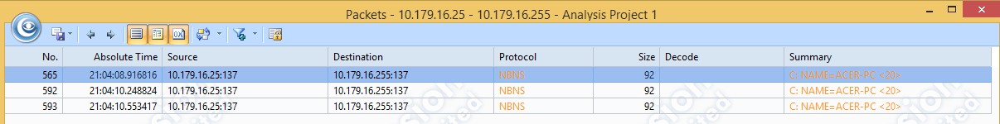 Packets - 10.179.16.25 - 10.179.16.255 - Analysis Project 1
No. Absolute Time Source Destination Protocol Size Decode Summary
565 21:04:08.916816 10.179.16.25:137 10.179.16.255:137 NBNS 92 C: NAME=ACER-PC <20>
592 21:04:10.248824 10.179.16.25:137 10.179.16.255:137 NBNS 92 C: NAME=ACER-PC <20>
593 21:04:10.553417 10.179.16.25:137 10.179.16.255:137 NBNS 92 C: NAME=ACER-PC <20>